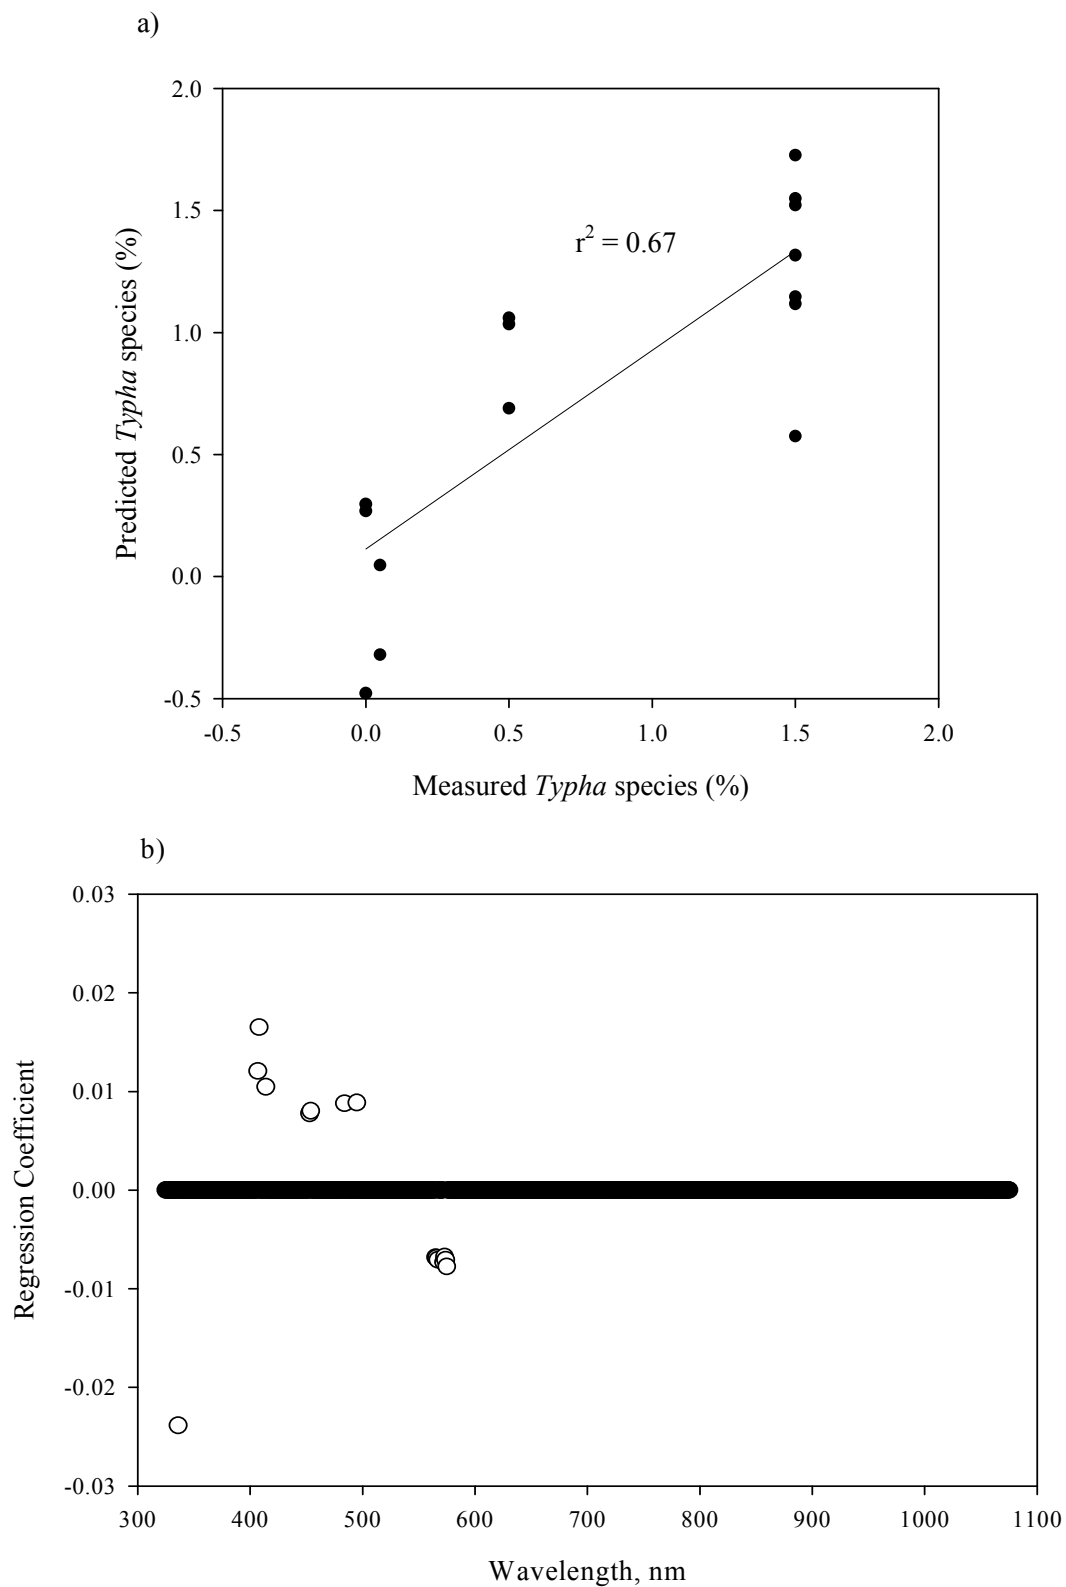 a)
2.0
1.5
1.0
0.5
0.0
-0.5
r² = 0.67
Predicted Typha species (%)
-0.5 0.0 0.5 1.0 1.5 2.0
Measured Typha species (%)
b)
0.03
0.02
0.01
0.00
-0.01
-0.02
-0.03
Regression Coefficient
300 400 500 600 700 800 900 1000 1100
Wavelength, nm